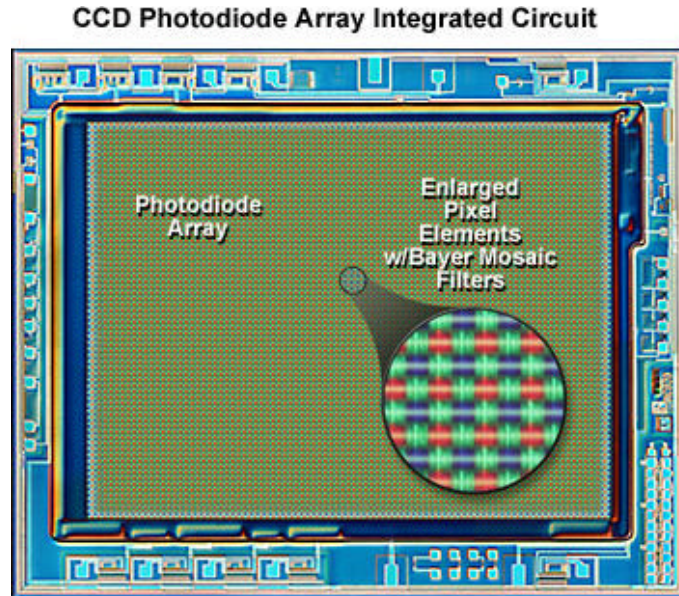 CCD Photodiode Array Integrated Circuit
Photodiode
Array
Enlarged
Pixel
Elements
w/Bayer Mosaic
Filters